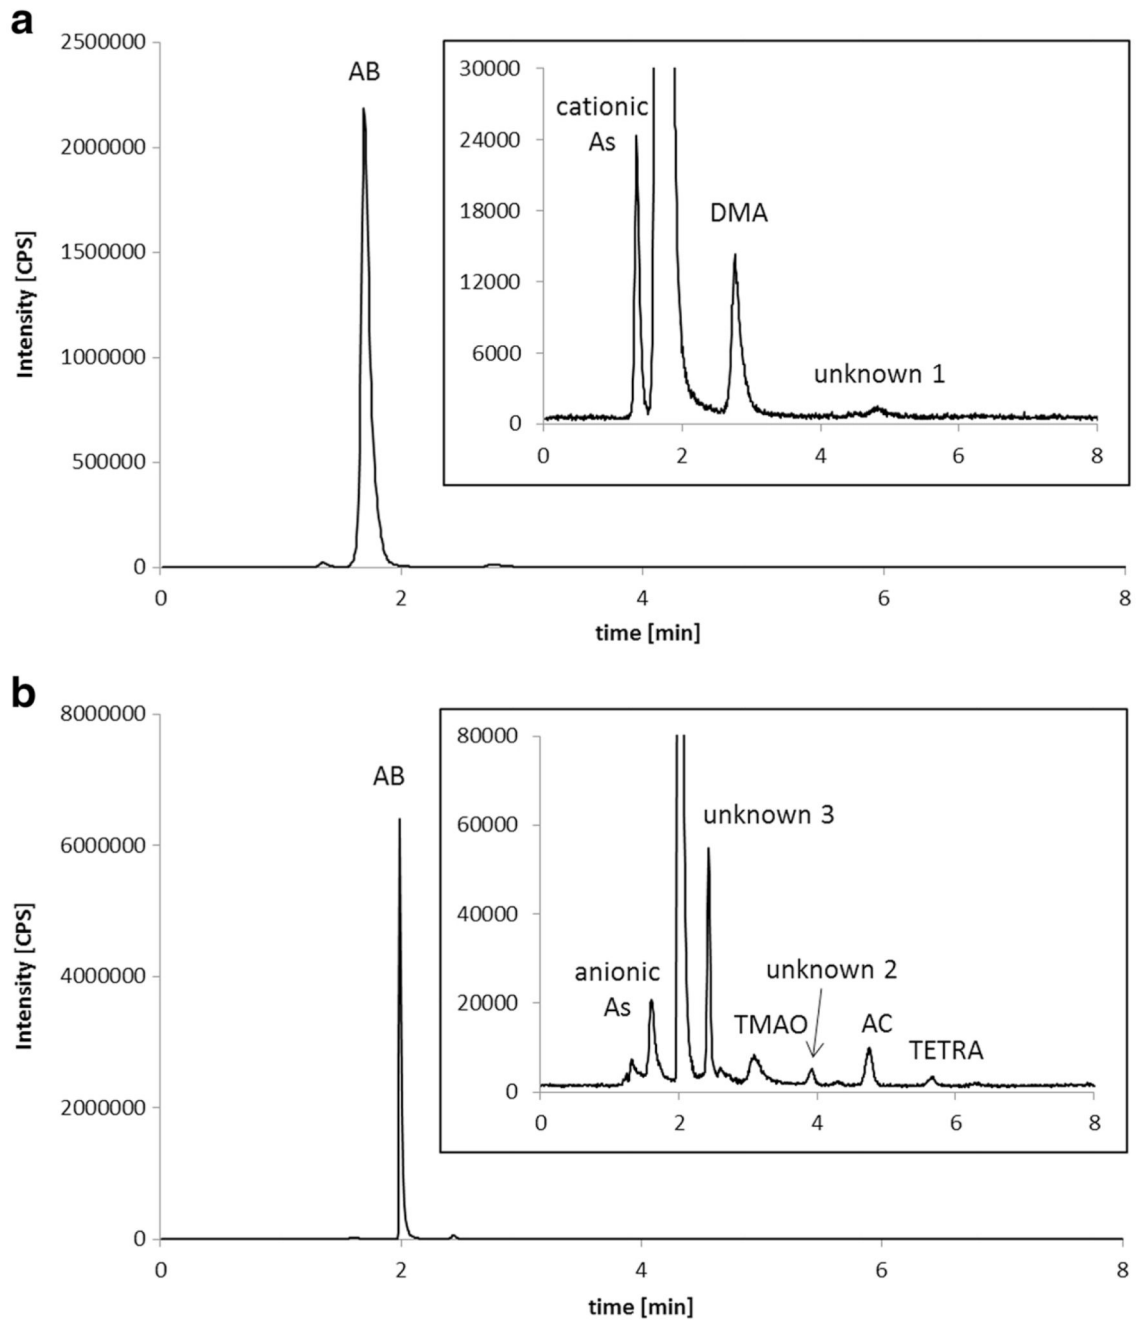 a
2500000
2000000
1500000
1000000
500000
0
Intensity [CPS]
AB
0 2 4 6 8
time [min]
30000
24000
18000
12000
6000
0
cationic
As
DMA
unknown 1
0 2 4 6 8
b
8000000
6000000
4000000
2000000
0
Intensity [CPS]
AB
0 2 4 6 8
time [min]
80000
60000
40000
20000
0
unknown 3
anionic
As
unknown 2
TMAO
AC
TETRA
0 2 4 6 8